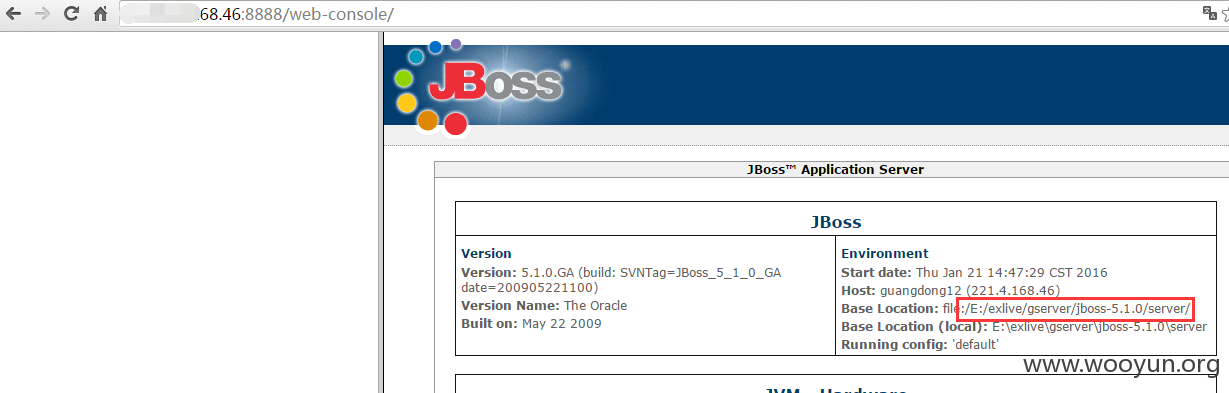 .68.46:8888/web-console/
JBoss®
JBoss™ Application Server
JBoss
Version
Version: 5.1.0.GA (build: SVNTag=JBoss_5_1_0_GA
date=200905221100)
Version Name: The Oracle
Built on: May 22 2009
Environment
Start date: Thu Jan 21 14:47:29 CST 2016
Host: guangdong12 (221.4.168.46)
Base Location: file:/E:/exlive/gserver/jboss-5.1.0/server/
Base Location (local): E:\exlive\gserver\jboss-5.1.0\server
Running config: 'default'
www.wooyun.org
JVM - Hardware